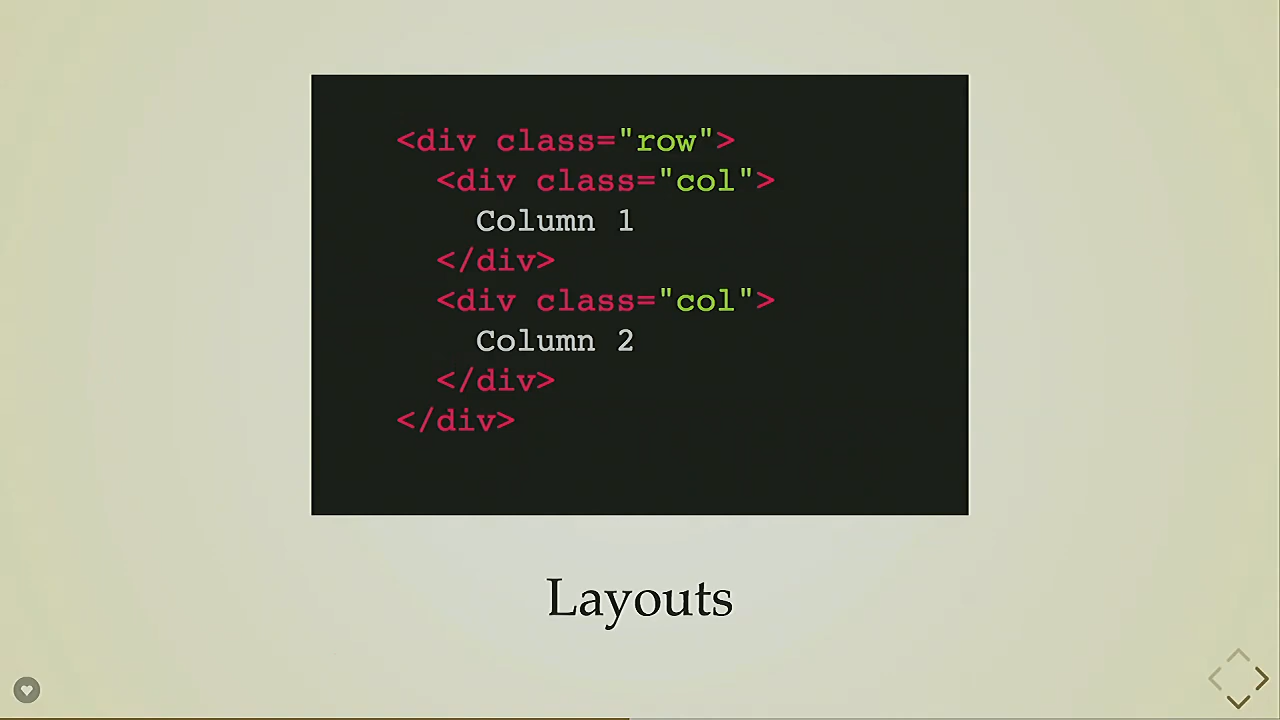 <div class="row">
  <div class="col">
    Column 1
  </div>
  <div class="col">
    Column 2
  </div>
</div>
Layouts